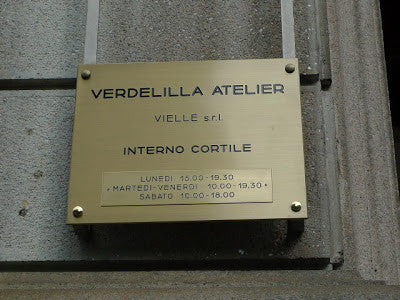 VERDELILLA ATELIER
VIELLE s.r.l.
INTERNO CORTILE
LUNEDI 15.00-19.30
• MARTEDI-VENERDI 10.00-19.30 •
SABATO 10.00-18.00